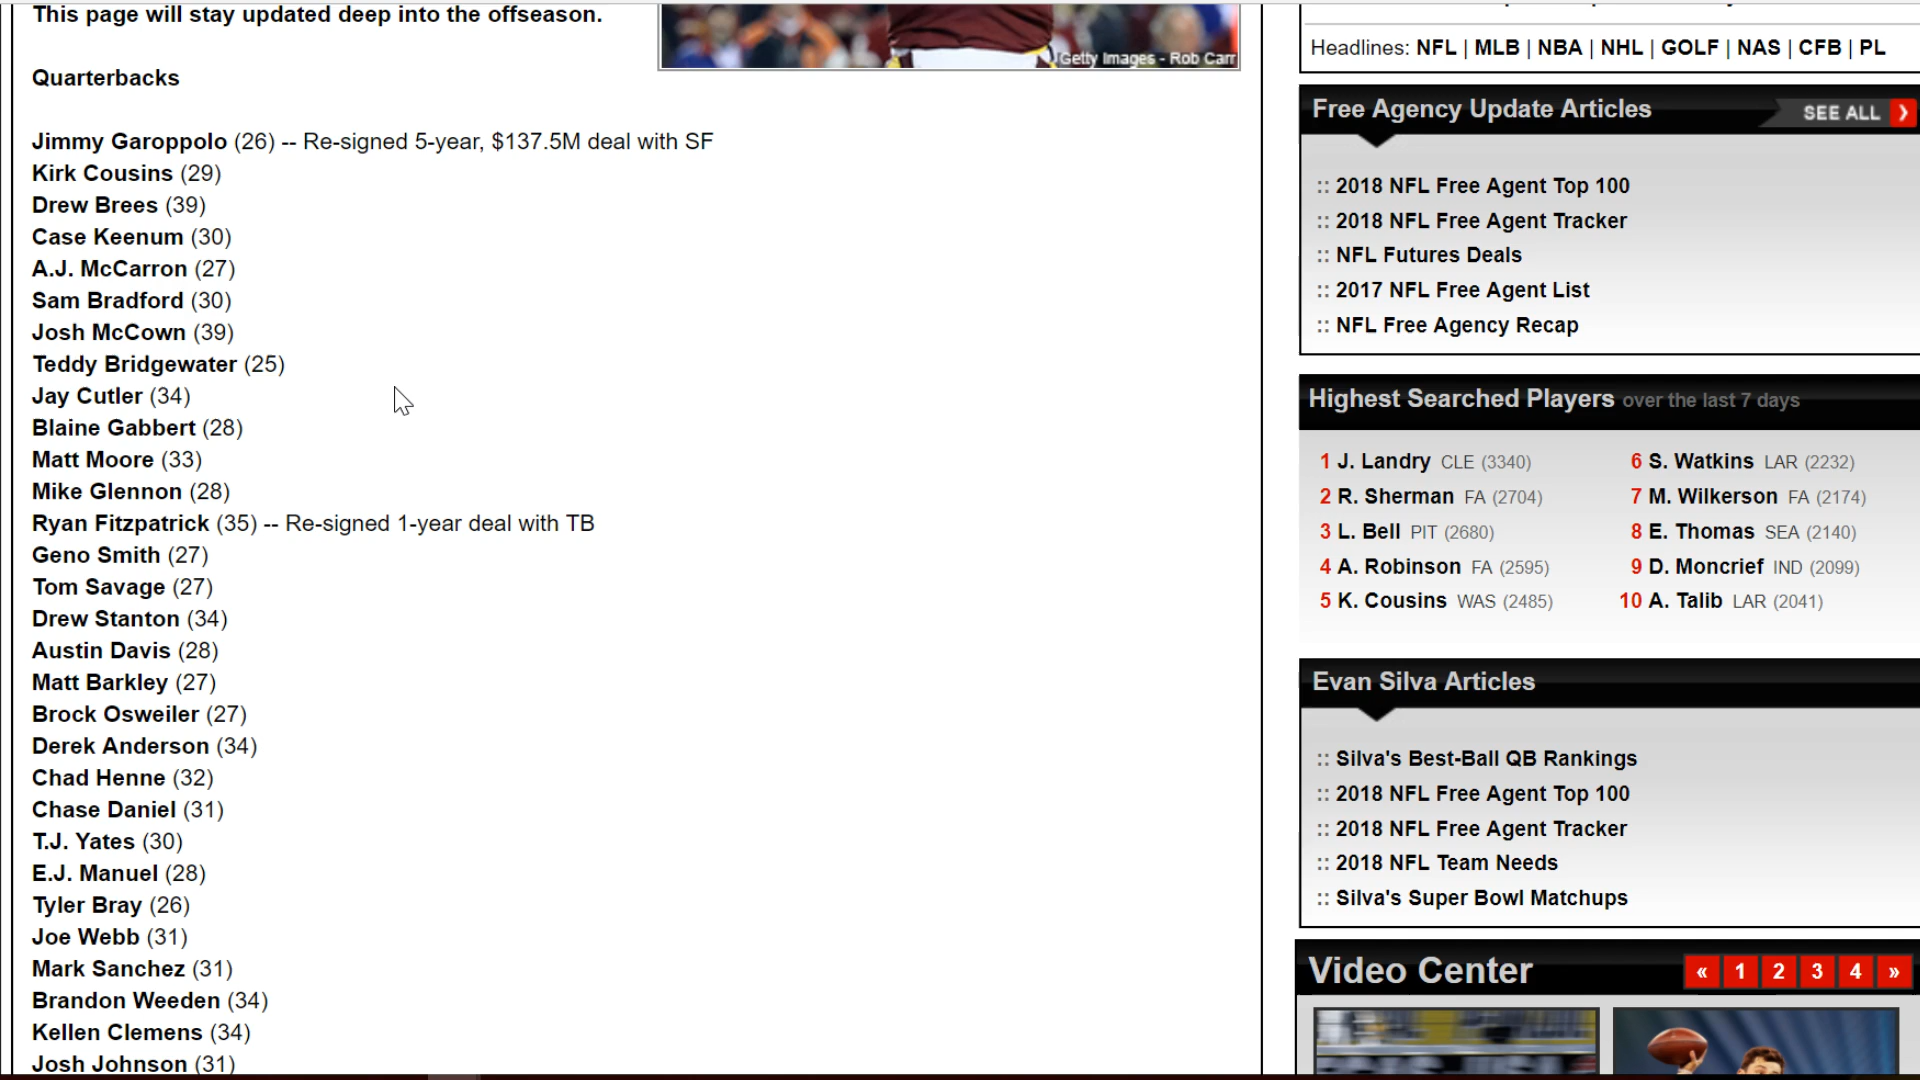 This page will stay updated deep into the offseason.
Getty Images - Rob Carr
Quarterbacks
Jimmy Garoppolo (26) -- Re-signed 5-year, $137.5M deal with SF
Kirk Cousins (29)
Drew Brees (39)
Case Keenum (30)
A.J. McCarron (27)
Sam Bradford (30)
Josh McCown (39)
Teddy Bridgewater (25)
Jay Cutler (34)
Blaine Gabbert (28)
Matt Moore (33)
Mike Glennon (28)
Ryan Fitzpatrick (35) -- Re-signed 1-year deal with TB
Geno Smith (27)
Tom Savage (27)
Drew Stanton (34)
Austin Davis (28)
Matt Barkley (27)
Brock Osweiler (27)
Derek Anderson (34)
Chad Henne (32)
Chase Daniel (31)
T.J. Yates (30)
E.J. Manuel (28)
Tyler Bray (26)
Joe Webb (31)
Mark Sanchez (31)
Brandon Weeden (34)
Kellen Clemens (34)
Josh Johnson (31)
Headlines: NFL | MLB | NBA | NHL | GOLF | NAS | CFB | PL
Free Agency Update Articles SEE ALL ❯
:: 2018 NFL Free Agent Top 100
:: 2018 NFL Free Agent Tracker
:: NFL Futures Deals
:: 2017 NFL Free Agent List
:: NFL Free Agency Recap
Highest Searched Players over the last 7 days
1 J. Landry CLE (3340)
2 R. Sherman FA (2704)
3 L. Bell PIT (2680)
4 A. Robinson FA (2595)
5 K. Cousins WAS (2485)
6 S. Watkins LAR (2232)
7 M. Wilkerson FA (2174)
8 E. Thomas SEA (2140)
9 D. Moncrief IND (2099)
10 A. Talib LAR (2041)
Evan Silva Articles
:: Silva's Best-Ball QB Rankings
:: 2018 NFL Free Agent Top 100
:: 2018 NFL Free Agent Tracker
:: 2018 NFL Team Needs
:: Silva's Super Bowl Matchups
Video Center « 1 2 3 4 »